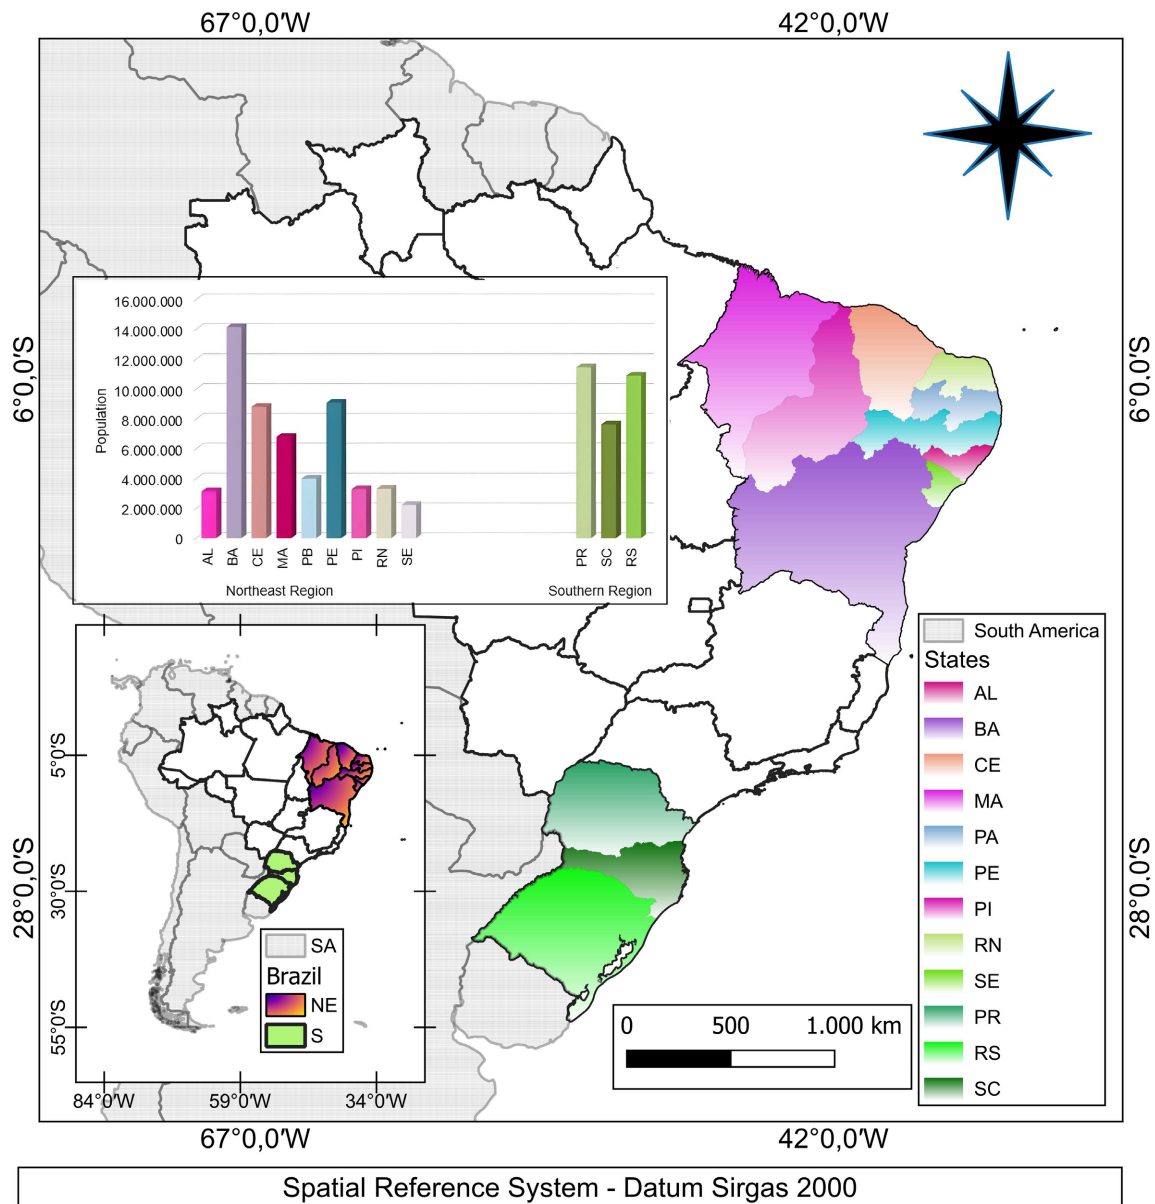 67°0,0′W 42°0,0′W
6°0,0′S
6°0,0′S
28°0,0′S
28°0,0′S
16.000.000
14.000.000
12.000.000
10.000.000
8.000.000
6.000.000
4.000.000
2.000.000
0
Population
AL BA CE MA PB PE PI RN SE PR SC RS
Northeast Region Southern Region
South America
States
AL
BA
CE
MA
PA
PE
PI
RN
SE
PR
RS
SC
5°0′S
30°0′S
55°0′S
SA
Brazil
NE
S
84°0′W 59°0′W 34°0′W
0 500 1.000 km
67°0,0′W 42°0,0′W
Spatial Reference System - Datum Sirgas 2000